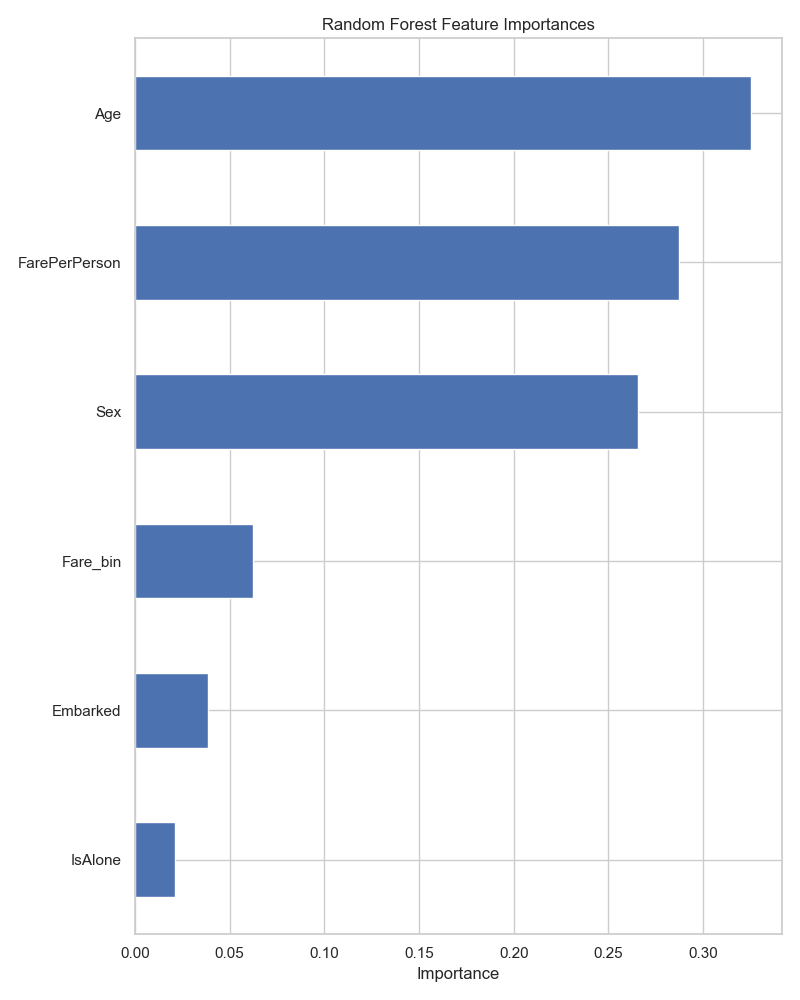 Random Forest Feature Importances
Age
FarePerPerson
Sex
Fare_bin
Embarked
IsAlone
0.00 0.05 0.10 0.15 0.20 0.25 0.30
Importance